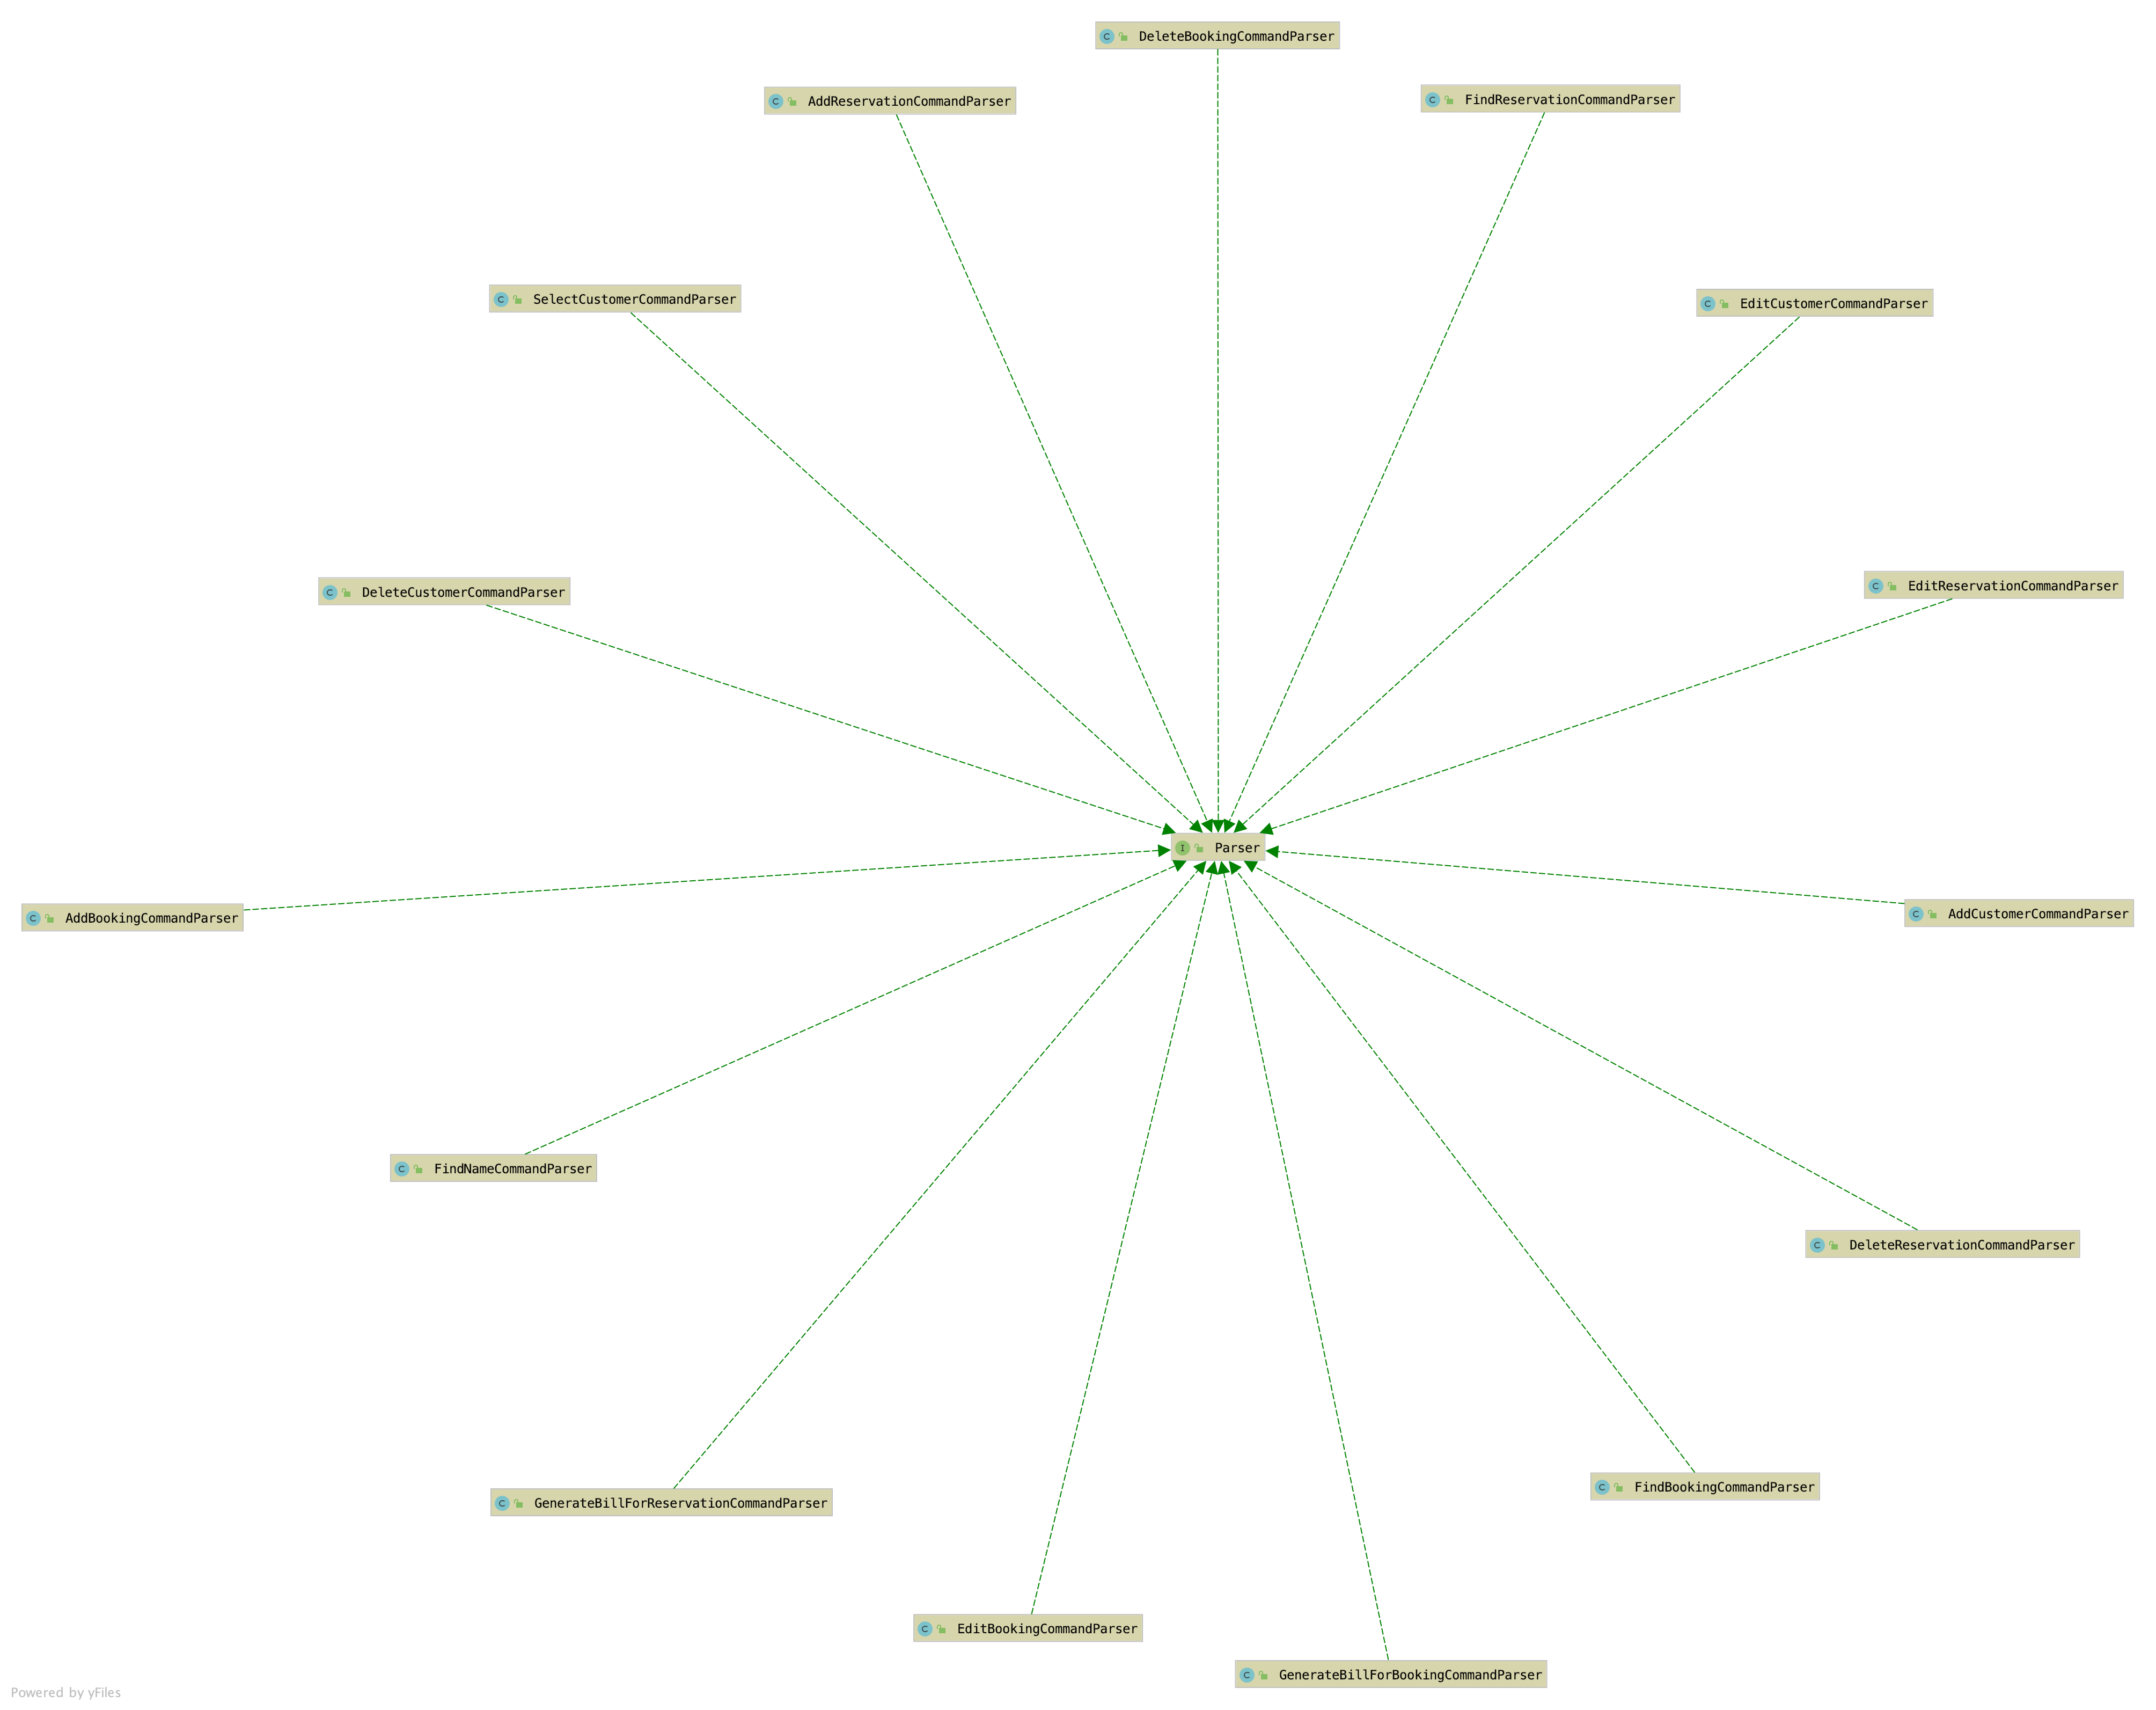 DeleteBookingCommandParser
AddReservationCommandParser
FindReservationCommandParser
SelectCustomerCommandParser
EditCustomerCommandParser
DeleteCustomerCommandParser
EditReservationCommandParser
Parser
AddBookingCommandParser
AddCustomerCommandParser
FindNameCommandParser
DeleteReservationCommandParser
GenerateBillForReservationCommandParser
FindBookingCommandParser
EditBookingCommandParser
GenerateBillForBookingCommandParser
Powered by yFiles